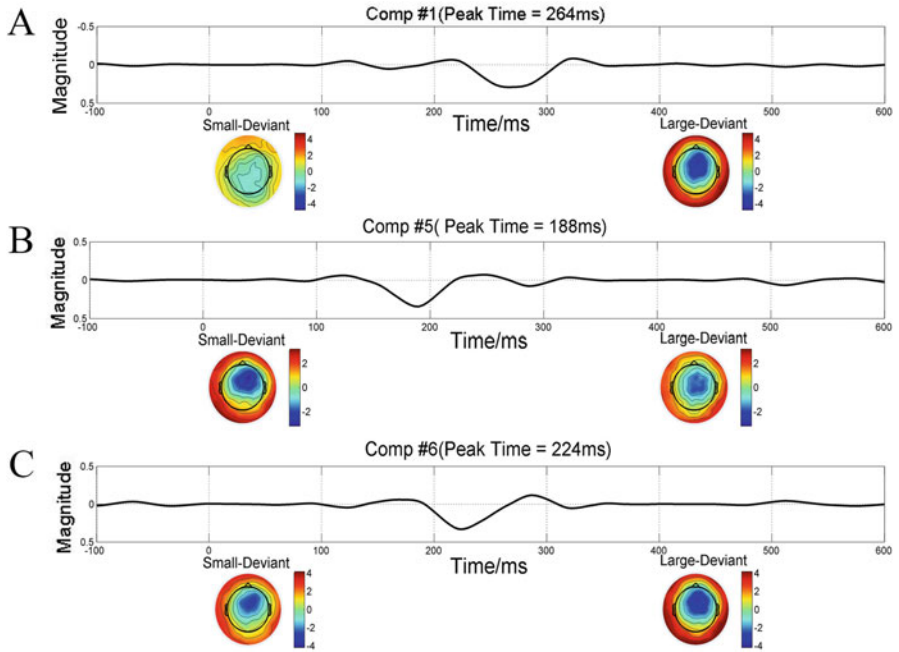 A
Comp #1(Peak Time = 264ms)
Magnitude
-0.5
0
0.5
-100 0 100 200 300 400 500 600
Time/ms
Small-Deviant
4
2
0
-2
-4
Large-Deviant
4
2
0
-2
-4
B
Comp #5( Peak Time = 188ms)
Magnitude
0.5
0
0.5
-100 0 100 200 300 400 500 600
Time/ms
Small-Deviant
2
0
-2
Large-Deviant
2
0
-2
C
Comp #6(Peak Time = 224ms)
Magnitude
0.5
0
0.5
-100 0 100 200 300 400 500 600
Time/ms
Small-Deviant
4
2
0
-2
-4
Large-Deviant
4
2
0
-2
-4